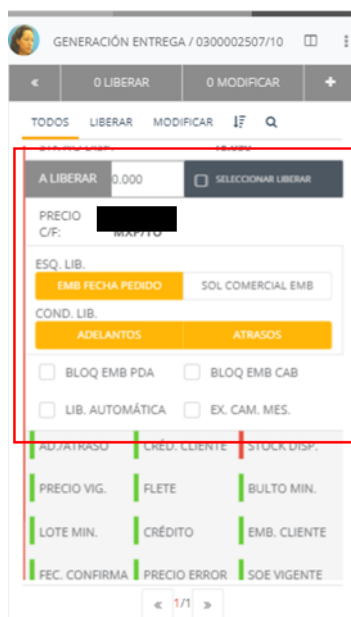 GENERACIÓN ENTREGA / 0300002507/10
« 0 LIBERAR 0 MODIFICAR +
TODOS LIBERAR MODIFICAR
A LIBERAR 0.000 SELECCIONAR LIBERAR
PRECIO
C/F:
ESQ. LIB.
EMB FECHA PEDIDO SOL COMERCIAL EMB
COND. LIB.
ADELANTOS ATRASOS
BLOQ EMB PDA BLOQ EMB CAB
LIB. AUTOMÁTICA EX. CAM. MES.
AD./ATRASO CRÉD. CLIENTE STOCK DISP.
PRECIO VIG. FLETE BULTO MIN.
LOTE MIN. CRÉDITO EMB. CLIENTE
FEC. CONFIRMA PRECIO ERROR SOE VIGENTE
« 1/1 »